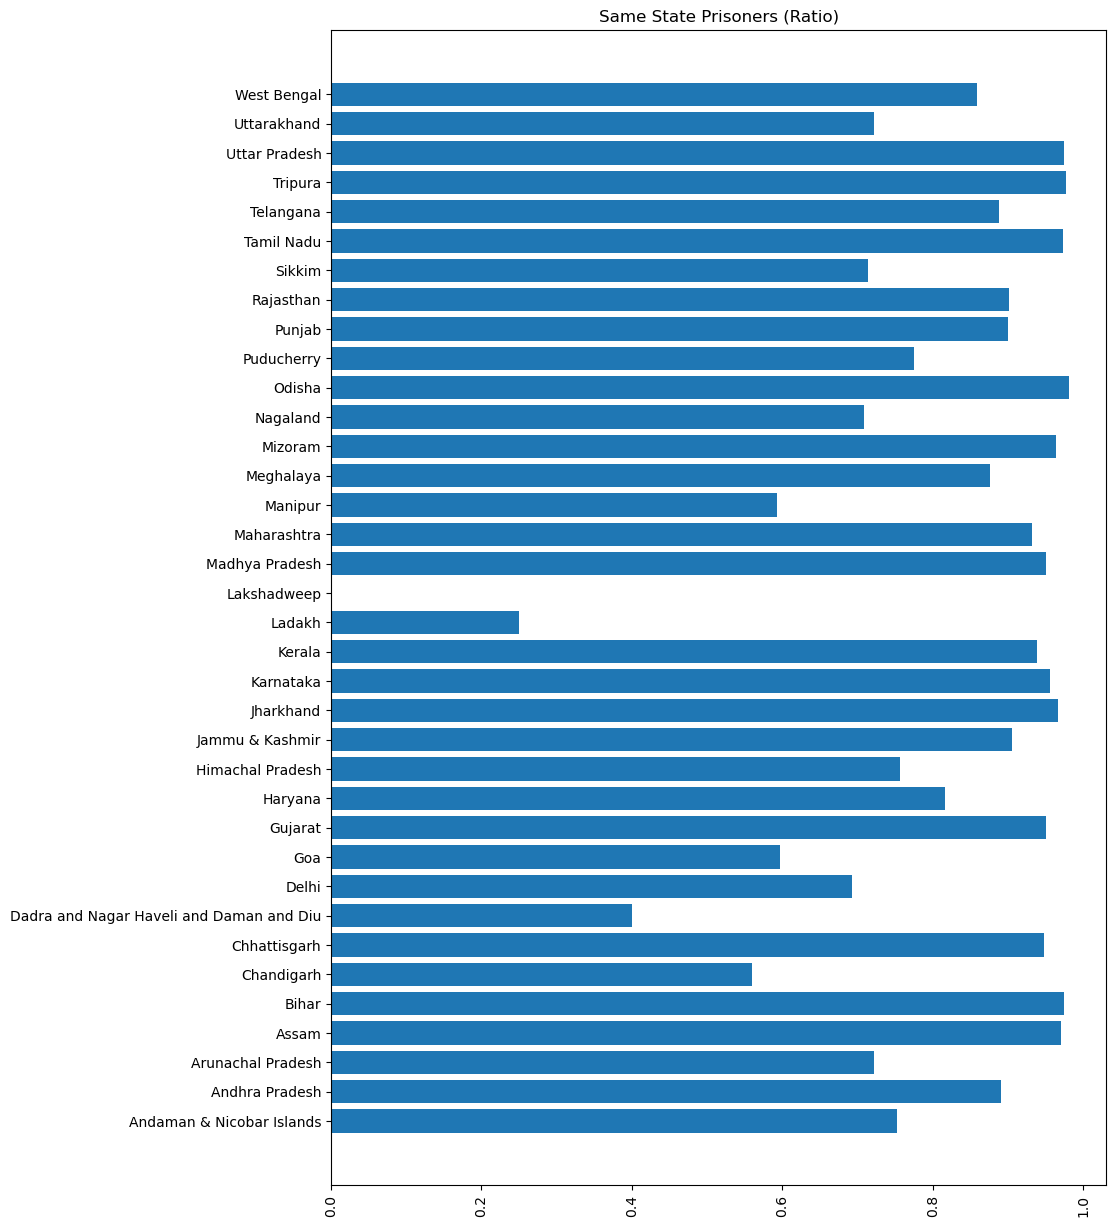 Same State Prisoners (Ratio)
West Bengal
Uttarakhand
Uttar Pradesh
Tripura
Telangana
Tamil Nadu
Sikkim
Rajasthan
Punjab
Puducherry
Odisha
Nagaland
Mizoram
Meghalaya
Manipur
Maharashtra
Madhya Pradesh
Lakshadweep
Ladakh
Kerala
Karnataka
Jharkhand
Jammu & Kashmir
Himachal Pradesh
Haryana
Gujarat
Goa
Delhi
Dadra and Nagar Haveli and Daman and Diu
Chhattisgarh
Chandigarh
Bihar
Assam
Arunachal Pradesh
Andhra Pradesh
Andaman & Nicobar Islands
0.0 0.2 0.4 0.6 0.8 1.0